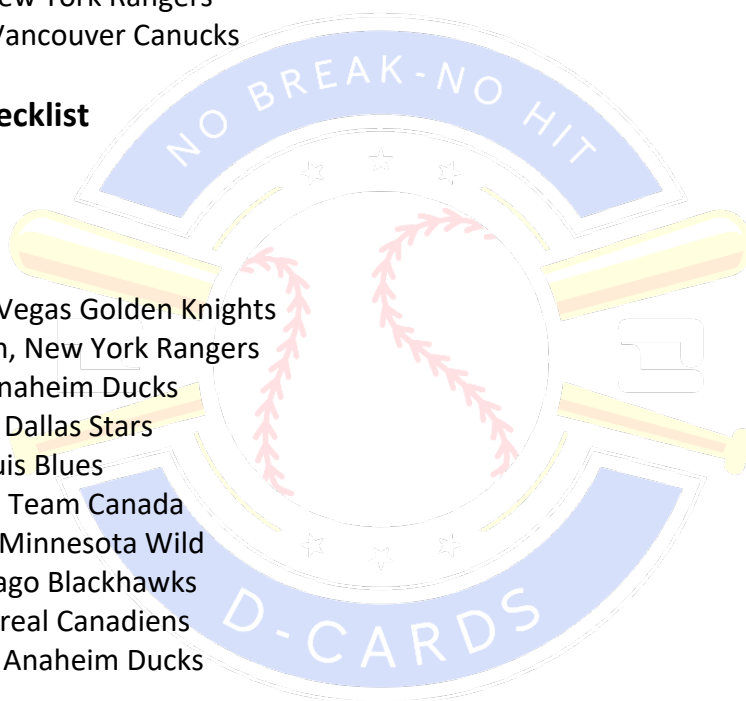 New York Rangers
Vancouver Canucks
NO BREAK-NO HIT
ecklist
Vegas Golden Knights
n, New York Rangers
naheim Ducks
Dallas Stars
uis Blues
Team Canada
Minnesota Wild
ago Blackhawks
real Canadiens
Anaheim Ducks
D-CARDS